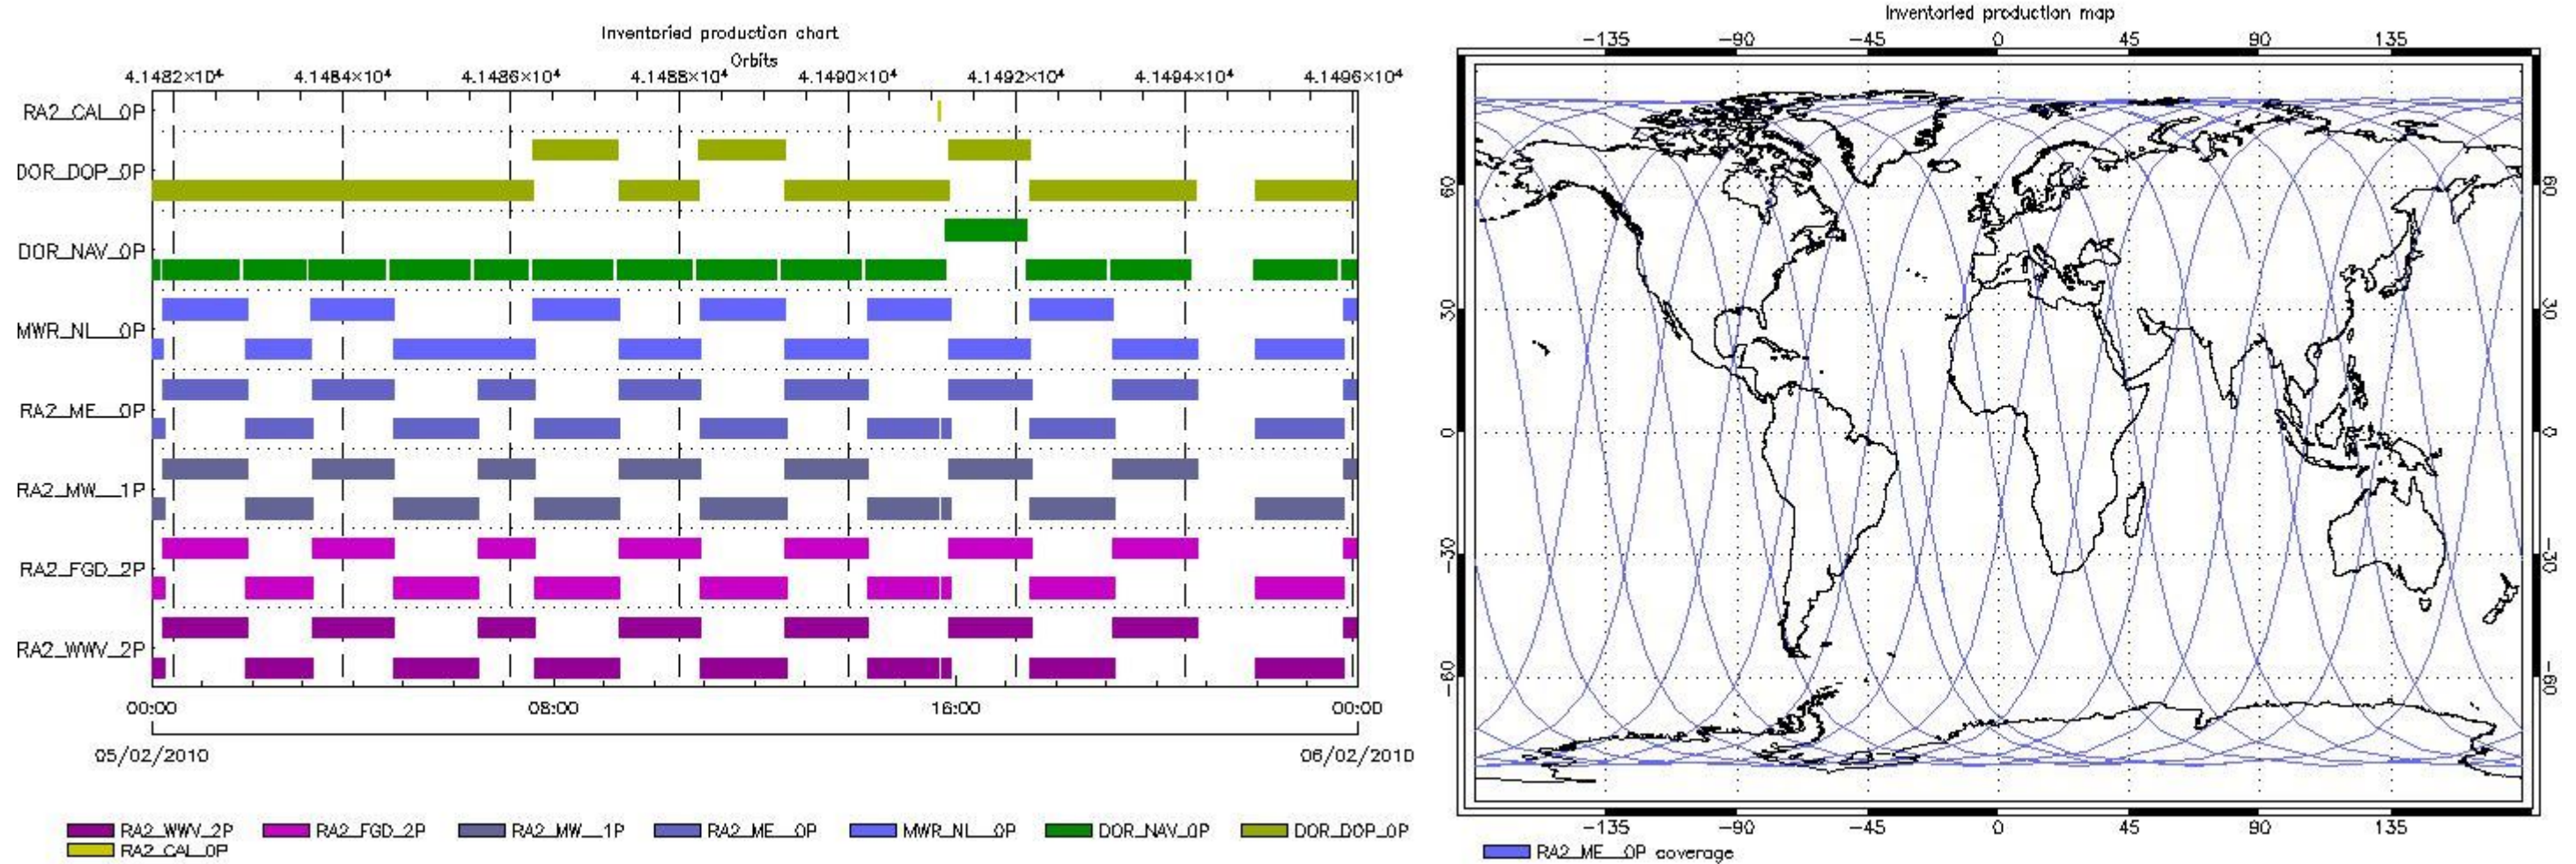 Inventoried production chart
Orbits
4.1482×10⁴ 4.1484×10⁴ 4.1486×10⁴ 4.1488×10⁴ 4.1490×10⁴ 4.1492×10⁴ 4.1494×10⁴ 4.1496×10⁴
RA2_CAL_0P
DOR_DOP_0P
DOR_NAV_0P
MWR_NL__0P
RA2_ME__0P
RA2_MW__1P
RA2_FGD_2P
RA2_WWV_2P
00:00 08:00 16:00 00:00
05/02/2010 06/02/2010
RA2_WWV_2P RA2_FGD_2P RA2_MW__1P RA2_ME__0P MWR_NL__0P DOR_NAV_0P DOR_DOP_0P
RA2_CAL_0P
Inventoried production map
−135 −90 −45 0 45 90 135
60 60
30 30
0 0
−30 −30
−60 −60
−135 −90 −45 0 45 90 135
RA2_ME__0P coverage